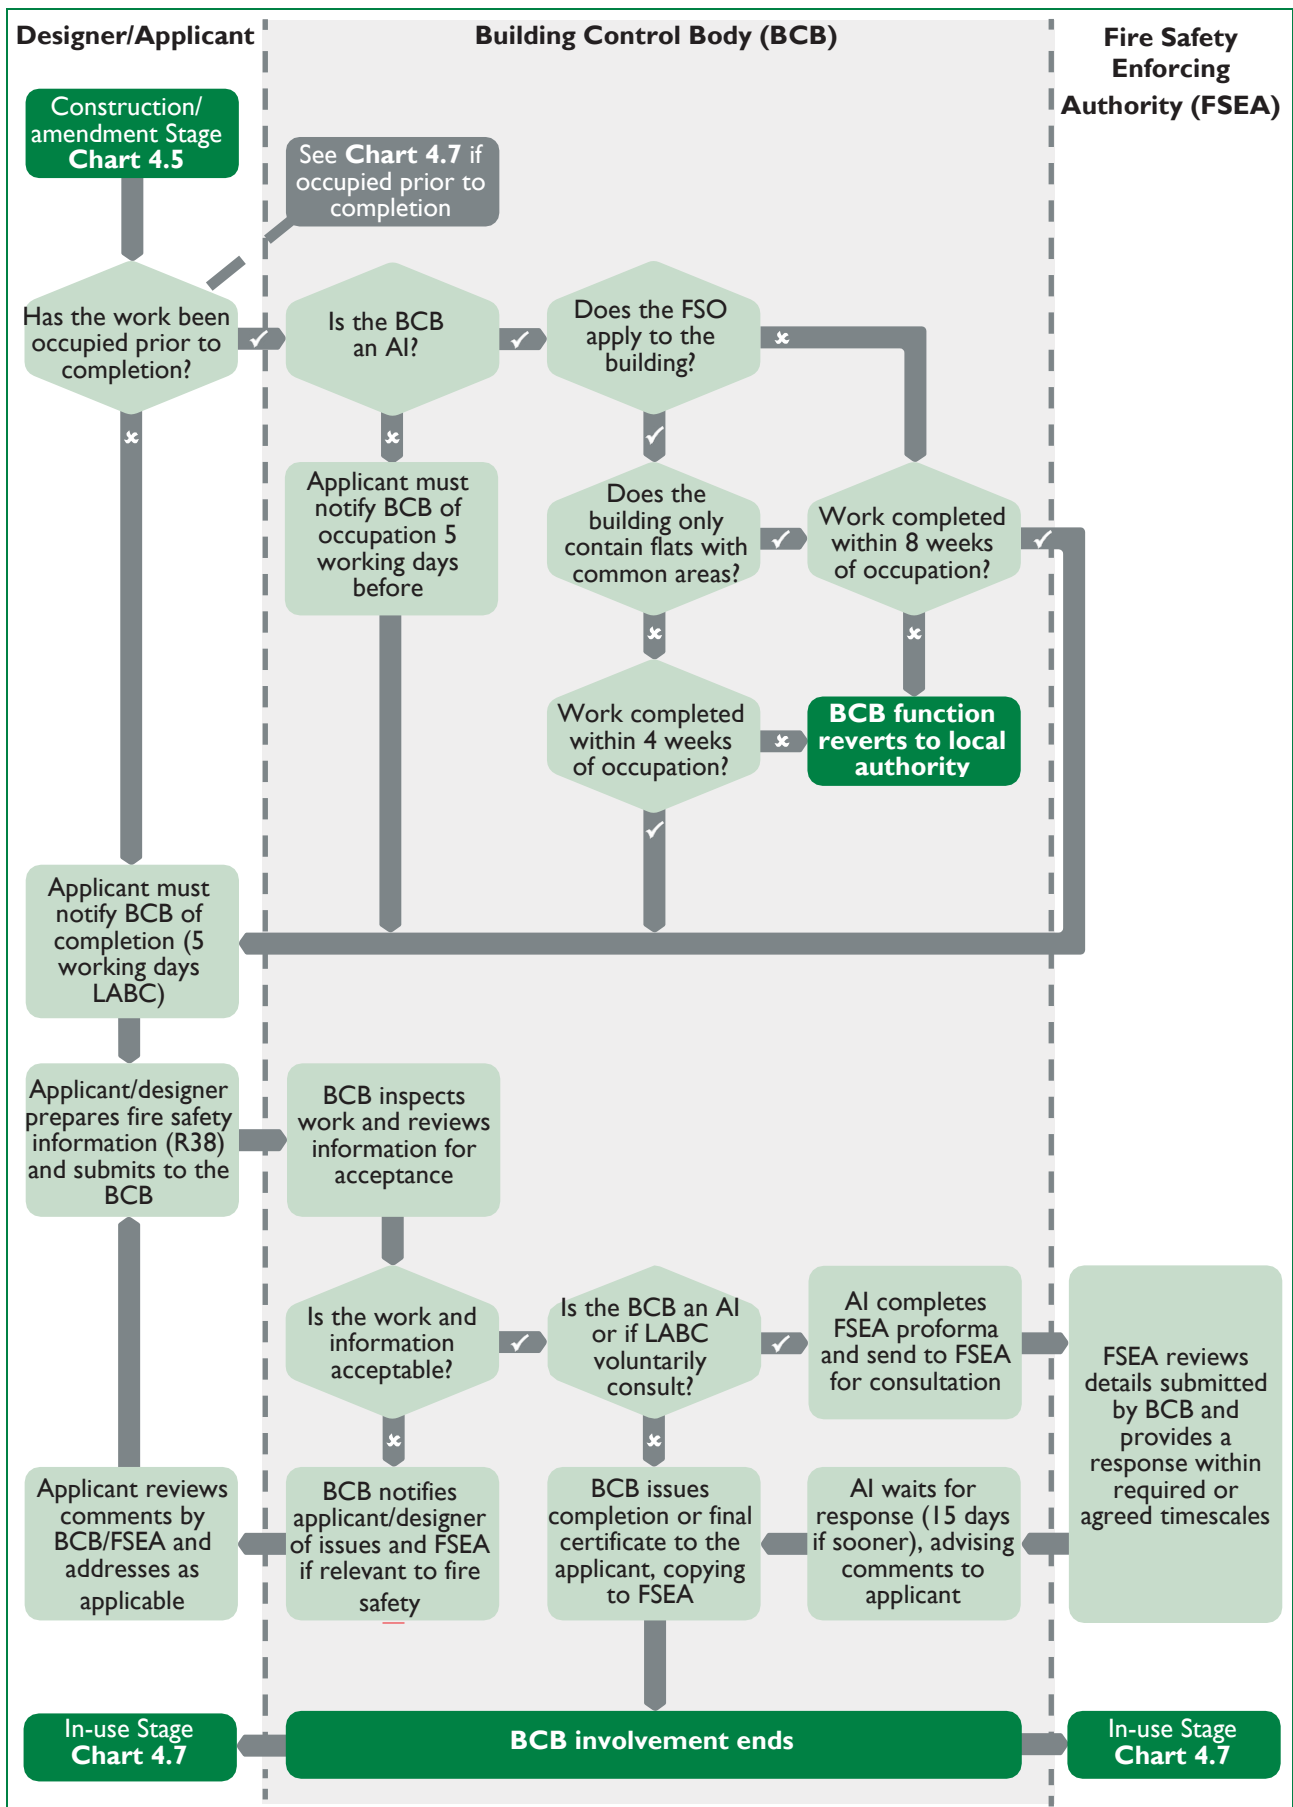 Designer/Applicant
Building Control Body (BCB)
Fire Safety
Enforcing
Authority (FSEA)
Construction/
amendment Stage
Chart 4.5
See Chart 4.7 if
occupied prior to
completion
Has the work been
occupied prior to
completion?
Is the BCB
an AI?
Does the FSO
apply to the
building?
Applicant must
notify BCB of
occupation 5
working days
before
Does the
building only
contain flats with
common areas?
Work completed
within 8 weeks
of occupation?
Work completed
within 4 weeks
of occupation?
BCB function
reverts to local
authority
Applicant must
notify BCB of
completion (5
working days
LABC)
Applicant/designer
prepares fire safety
information (R38)
and submits to the
BCB
BCB inspects
work and reviews
information for
acceptance
Is the work and
information
acceptable?
Is the BCB an AI
or if LABC
voluntarily
consult?
AI completes
FSEA proforma
and send to FSEA
for consultation
FSEA reviews
details submitted
by BCB and
provides a
response within
required or
agreed timescales
Applicant reviews
comments by
BCB/FSEA and
addresses as
applicable
BCB notifies
applicant/designer
of issues and FSEA
if relevant to fire
safety
BCB issues
completion or final
certificate to the
applicant, copying
to FSEA
AI waits for
response (15 days
if sooner), advising
comments to
applicant
In-use Stage
Chart 4.7
BCB involvement ends
In-use Stage
Chart 4.7